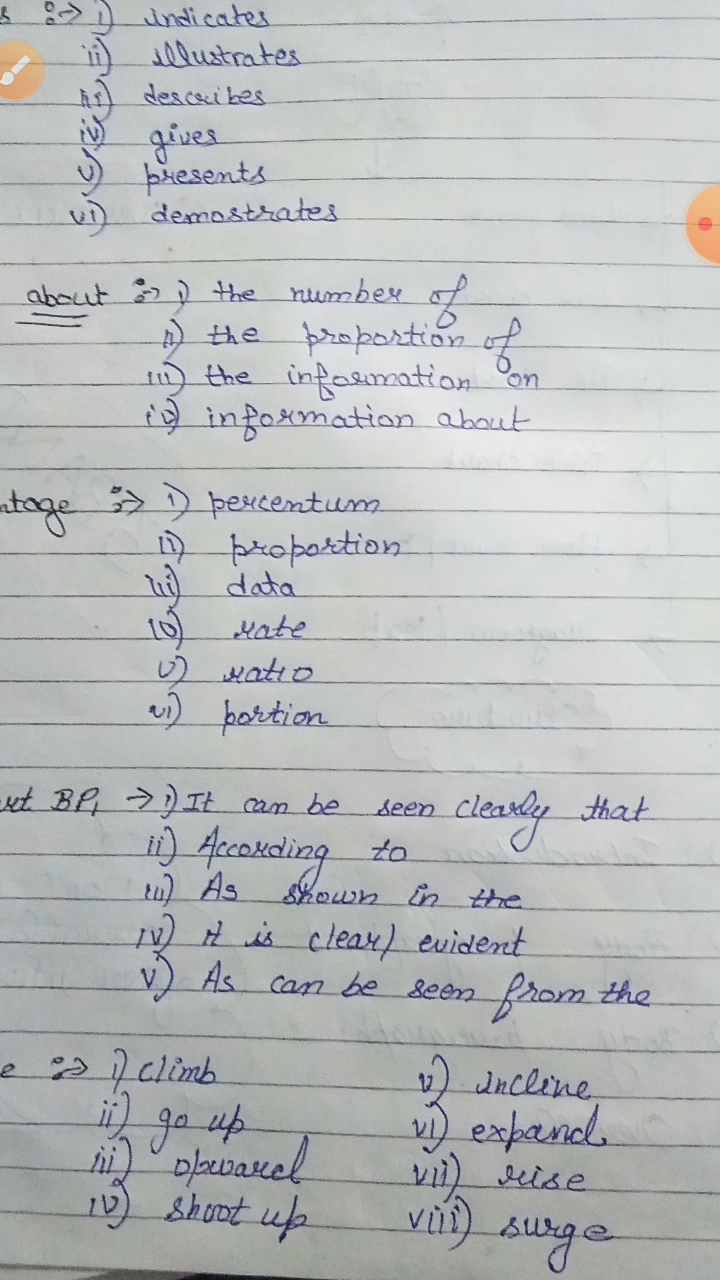 s :-> i) indicates
ii) illustrates
iii) describes
iv) gives
v) presents
vi) demostrates
about :-> i) the number of
ii) the proportion of
iii) the information on
iv) information about
ntage :-> i) percentum
ii) proportion
iii) data
iv) rate
v) ratio
vi) portion
BP1 -> i) It can be seen clearly that
ii) According to
iii) As shown in the
iv) it is clear/evident
v) As can be seen from the
e :-> i) climb
ii) go up
iii) opward
iv) shoot up
v) incline
vi) expand
vii) rise
viii) surge